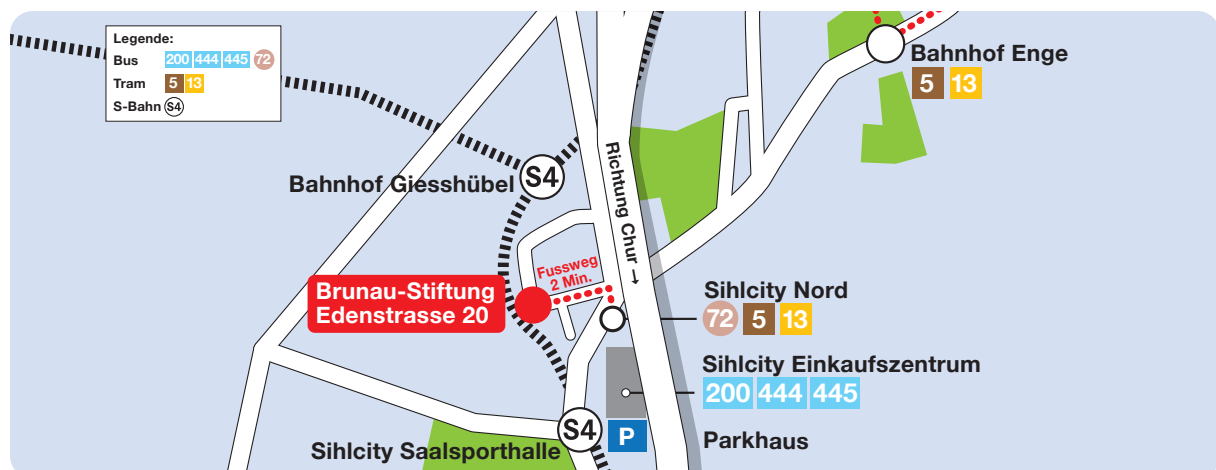 Legende:
Bus 200 444 445 72
Tram 5 13
S-Bahn S4
Bahnhof Enge
5 13
Bahnhof Giesshübel S4
Richtung Chur →
Fussweg
2 Min.
Brunau-Stiftung
Edenstrasse 20
Sihlcity Nord
72 5 13
Sihlcity Einkaufszentrum
200 444 445
Sihlcity Saalsporthalle S4
P Parkhaus